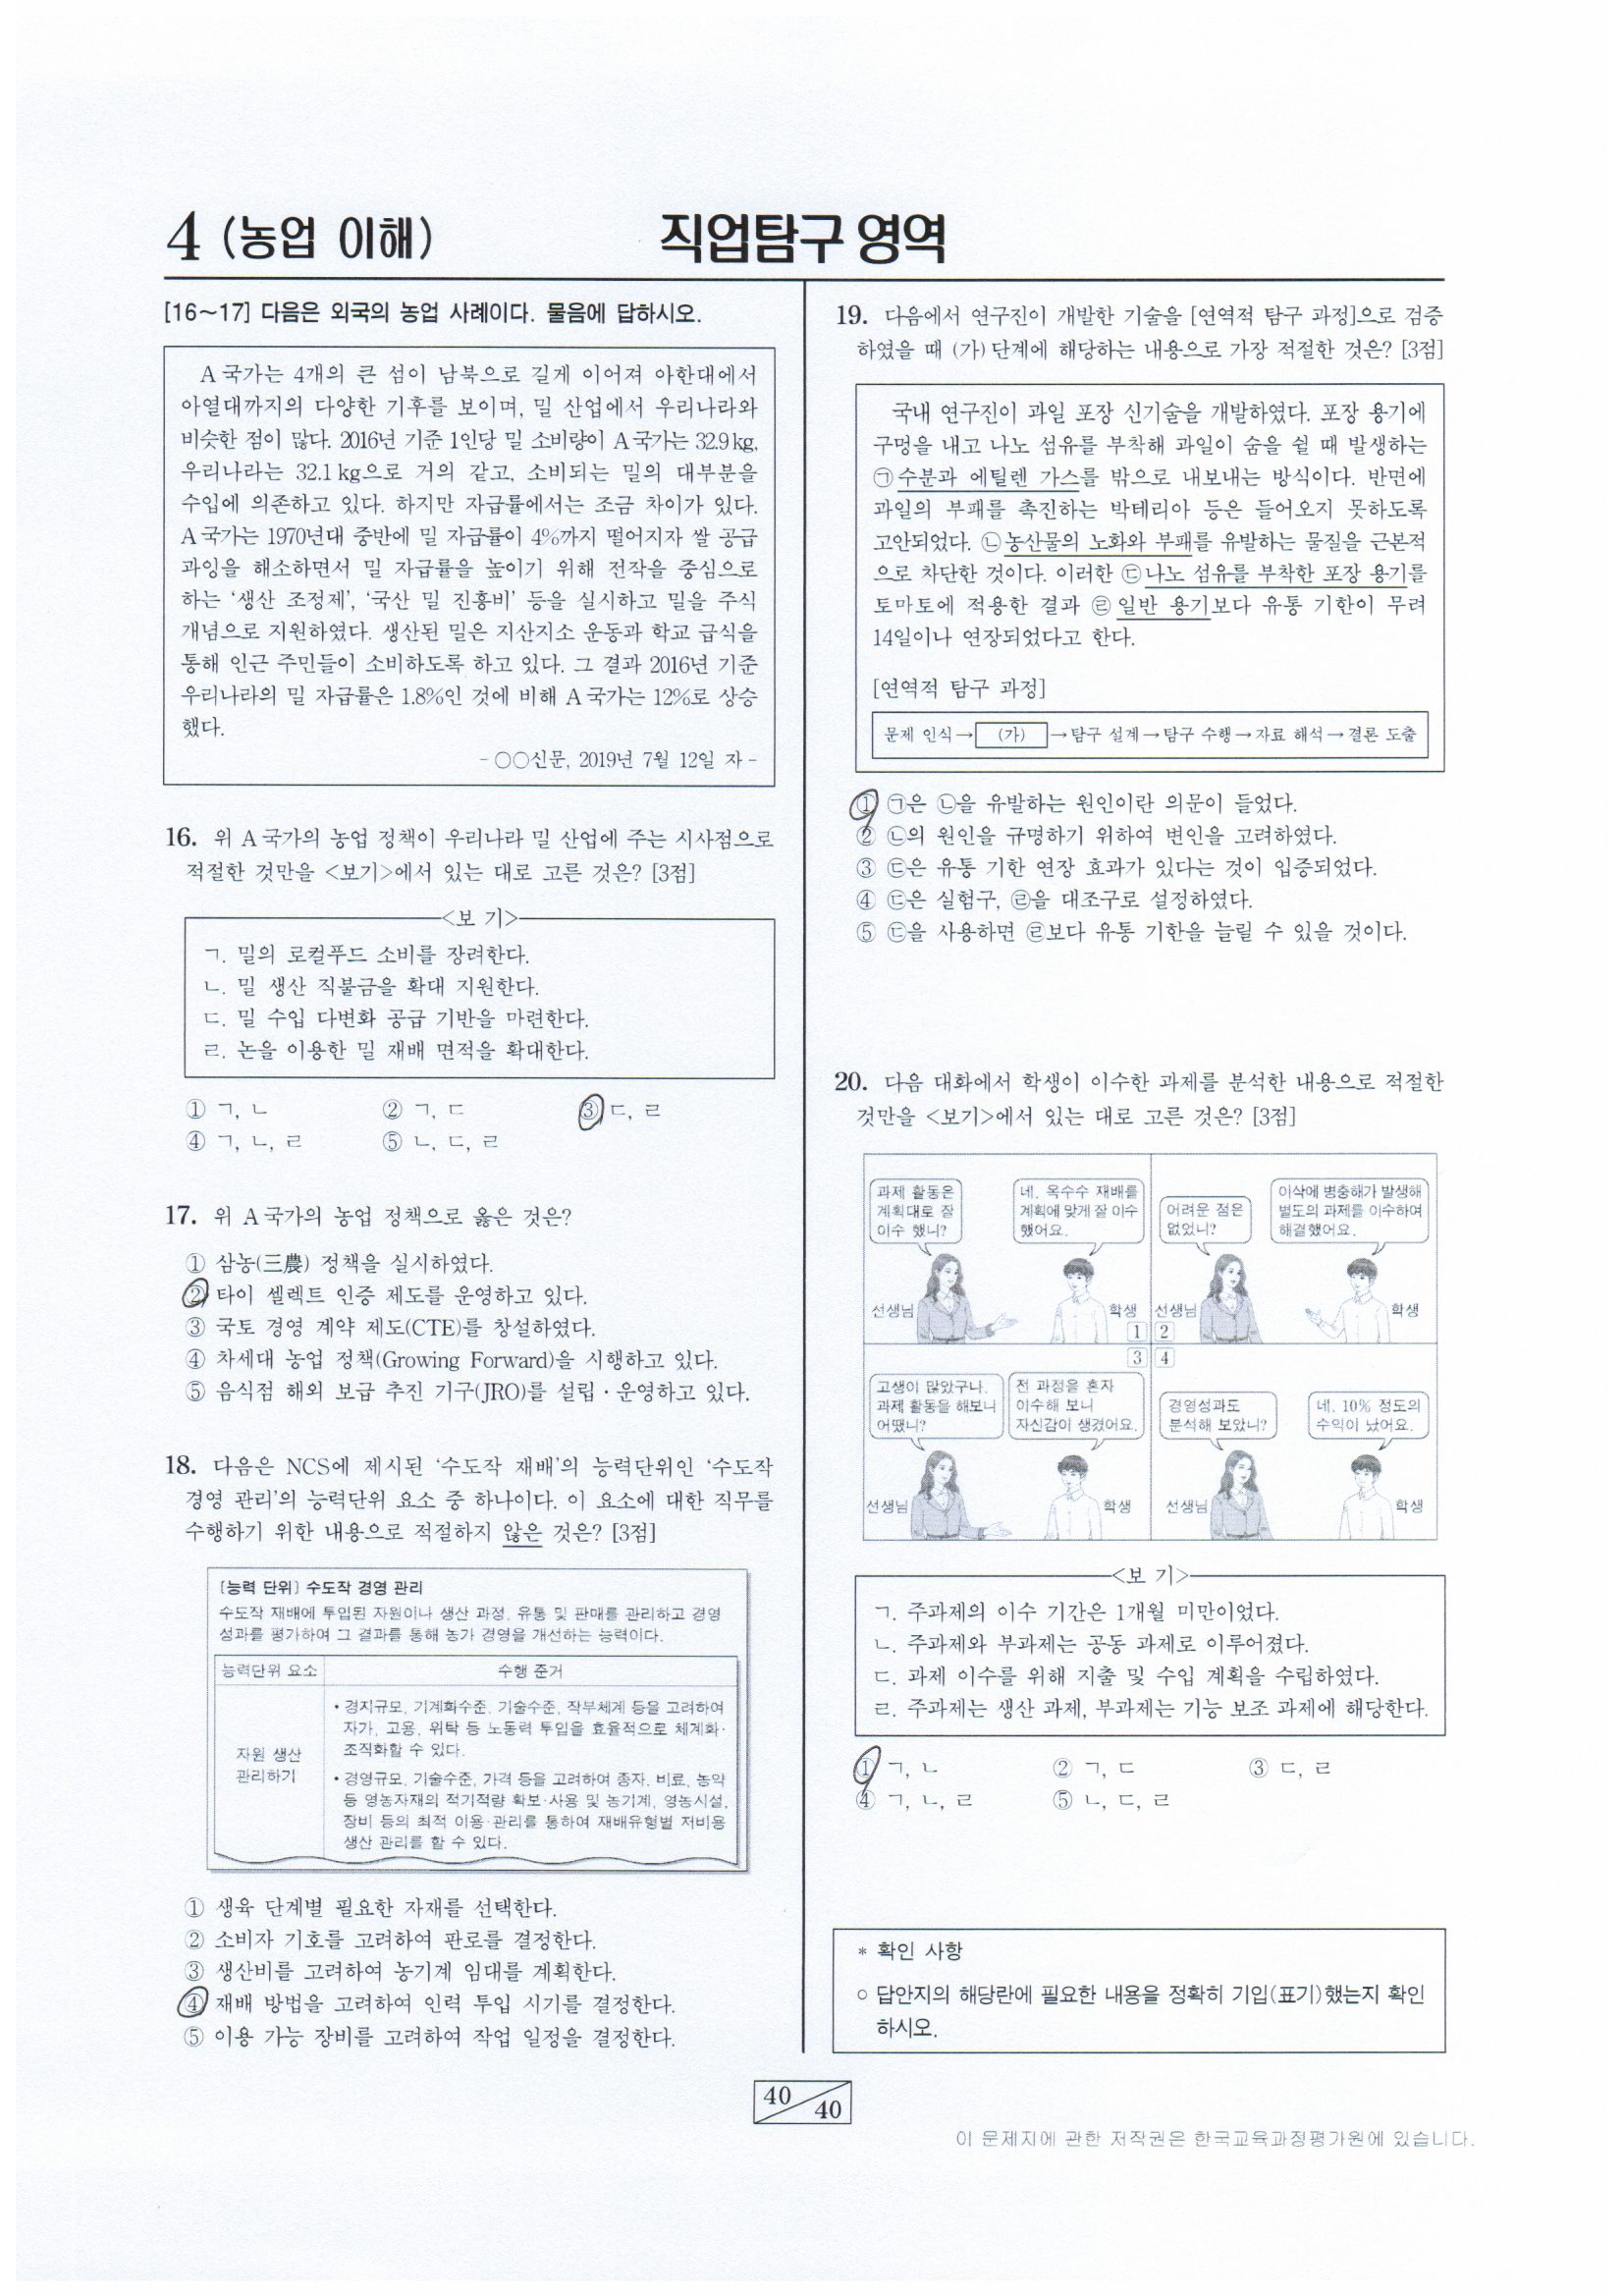 4 (농업 이해)
직업탐구 영역
[16～17] 다음은 외국의 농업 사례이다. 물음에 답하시오.
A 국가는 4개의 큰 섬이 남북으로 길게 이어져 아한대에서
아열대까지의 다양한 기후를 보이며, 밀 산업에서 우리나라와
비슷한 점이 많다. 2016년 기준 1인당 밀 소비량이 A 국가는 32.9 kg,
우리나라는 32.1 kg으로 거의 같고, 소비되는 밀의 대부분을
수입에 의존하고 있다. 하지만 자급률에서는 조금 차이가 있다.
A 국가는 1970년대 중반에 밀 자급률이 4%까지 떨어지자 쌀 공급
과잉을 해소하면서 밀 자급률을 높이기 위해 전작을 중심으로
하는 ‘생산 조정제’, ‘국산 밀 진흥비’ 등을 실시하고 밀을 주식
개념으로 지원하였다. 생산된 밀은 지산지소 운동과 학교 급식을
통해 인근 주민들이 소비하도록 하고 있다. 그 결과 2016년 기준
우리나라의 밀 자급률은 1.8%인 것에 비해 A 국가는 12%로 상승
했다.
- ○○신문, 2019년 7월 12일 자 -
16. 위 A 국가의 농업 정책이 우리나라 밀 산업에 주는 시사점으로
적절한 것만을 <보기>에서 있는 대로 고른 것은? [3점]
<보 기>
ㄱ. 밀의 로컬푸드 소비를 장려한다.
ㄴ. 밀 생산 직불금을 확대 지원한다.
ㄷ. 밀 수입 다변화 공급 기반을 마련한다.
ㄹ. 논을 이용한 밀 재배 면적을 확대한다.
① ㄱ, ㄴ ② ㄱ, ㄷ ③ ㄷ, ㄹ
④ ㄱ, ㄴ, ㄹ ⑤ ㄴ, ㄷ, ㄹ
17. 위 A 국가의 농업 정책으로 옳은 것은?
① 삼농(三農) 정책을 실시하였다.
② 타이 셀렉트 인증 제도를 운영하고 있다.
③ 국토 경영 계약 제도(CTE)를 창설하였다.
④ 차세대 농업 정책(Growing Forward)을 시행하고 있다.
⑤ 음식점 해외 보급 추진 기구(JRO)를 설립·운영하고 있다.
18. 다음은 NCS에 제시된 ‘수도작 재배’의 능력단위인 ‘수도작
경영 관리’의 능력단위 요소 중 하나이다. 이 요소에 대한 직무를
수행하기 위한 내용으로 적절하지 않은 것은? [3점]
[능력 단위] 수도작 경영 관리
수도작 재배에 투입된 자원이나 생산 과정, 유통 및 판매를 관리하고 경영
성과를 평가하여 그 결과를 통해 농가 경영을 개선하는 능력이다.
능력단위 요소 수행 준거
자원 생산
관리하기
• 경지규모, 기계화수준, 기술수준, 작부체계 등을 고려하여
자가, 고용, 위탁 등 노동력 투입을 효율적으로 체계화·
조직화할 수 있다.
• 경영규모, 기술수준, 가격 등을 고려하여 종자, 비료, 농약
등 영농자재의 적기적량 확보·사용 및 농기계, 영농시설,
장비 등의 최적 이용·관리를 통하여 재배유형별 저비용
생산 관리를 할 수 있다.
① 생육 단계별 필요한 자재를 선택한다.
② 소비자 기호를 고려하여 판로를 결정한다.
③ 생산비를 고려하여 농기계 임대를 계획한다.
④ 재배 방법을 고려하여 인력 투입 시기를 결정한다.
⑤ 이용 가능 장비를 고려하여 작업 일정을 결정한다.
19. 다음에서 연구진이 개발한 기술을 [연역적 탐구 과정]으로 검증
하였을 때 (가) 단계에 해당하는 내용으로 가장 적절한 것은? [3점]
국내 연구진이 과일 포장 신기술을 개발하였다. 포장 용기에
구멍을 내고 나노 섬유를 부착해 과일이 숨을 쉴 때 발생하는
㉠ 수분과 에틸렌 가스를 밖으로 내보내는 방식이다. 반면에
과일의 부패를 촉진하는 박테리아 등은 들어오지 못하도록
고안되었다. ㉡ 농산물의 노화와 부패를 유발하는 물질을 근본적
으로 차단한 것이다. 이러한 ㉢ 나노 섬유를 부착한 포장 용기를
토마토에 적용한 결과 ㉣ 일반 용기보다 유통 기한이 무려
14일이나 연장되었다고 한다.
[연역적 탐구 과정]
문제 인식 → (가) → 탐구 설계 → 탐구 수행 → 자료 해석 → 결론 도출
① ㉠은 ㉡을 유발하는 원인이란 의문이 들었다.
② ㉡의 원인을 규명하기 위하여 변인을 고려하였다.
③ ㉢은 유통 기한 연장 효과가 있다는 것이 입증되었다.
④ ㉢은 실험구, ㉣을 대조구로 설정하였다.
⑤ ㉢을 사용하면 ㉣보다 유통 기한을 늘릴 수 있을 것이다.
20. 다음 대화에서 학생이 이수한 과제를 분석한 내용으로 적절한
것만을 <보기>에서 있는 대로 고른 것은? [3점]
과제 활동은
계획대로 잘
이수 했니?
네, 옥수수 재배를
계획에 맞게 잘 이수
했어요.
선생님 학생
1
어려운 점은
없었니?
이삭에 병충해가 발생해
별도의 과제를 이수하여
해결했어요.
선생님 학생
2
3
고생이 많았구나.
과제 활동을 해보니
어땠니?
전 과정을 혼자
이수해 보니
자신감이 생겼어요.
선생님 학생
4
경영성과도
분석해 보았니?
네, 10% 정도의
수익이 났어요.
선생님 학생
<보 기>
ㄱ. 주과제의 이수 기간은 1개월 미만이었다.
ㄴ. 주과제와 부과제는 공동 과제로 이루어졌다.
ㄷ. 과제 이수를 위해 지출 및 수입 계획을 수립하였다.
ㄹ. 주과제는 생산 과제, 부과제는 기능 보조 과제에 해당한다.
① ㄱ, ㄴ ② ㄱ, ㄷ ③ ㄷ, ㄹ
④ ㄱ, ㄴ, ㄹ ⑤ ㄴ, ㄷ, ㄹ
* 확인 사항
○ 답안지의 해당란에 필요한 내용을 정확히 기입(표기)했는지 확인
하시오.
40 40
이 문제지에 관한 저작권은 한국교육과정평가원에 있습니다.